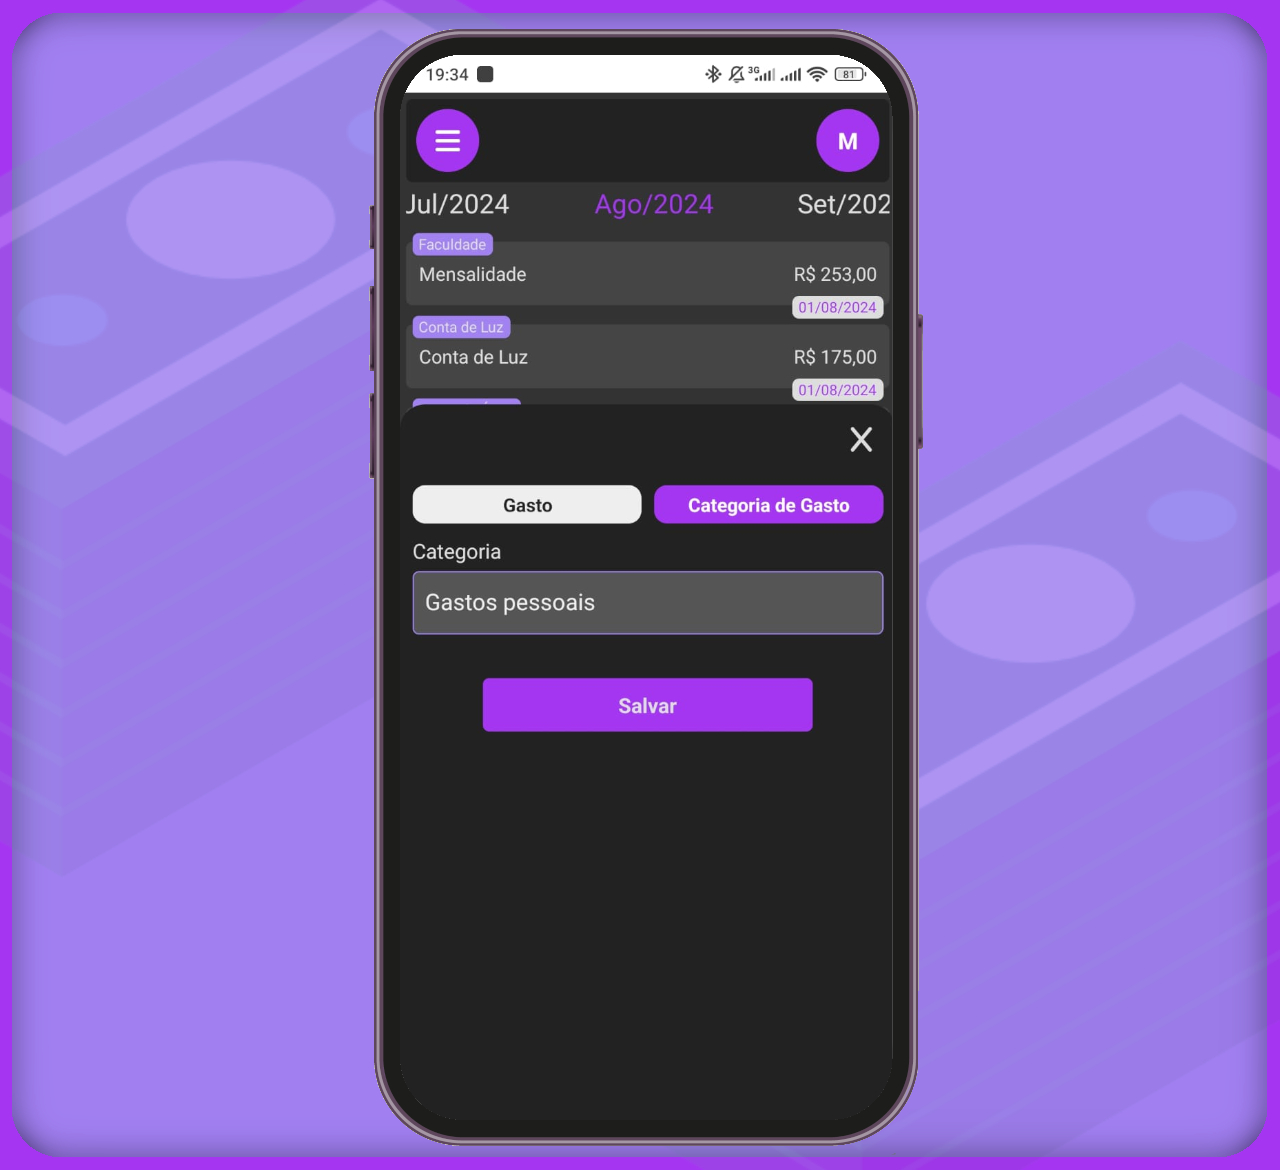 19:34 3G 81
M
Jul/2024 Ago/2024 Set/202
Faculdade
Mensalidade R$ 253,00
01/08/2024
Conta de Luz
Conta de Luz R$ 175,00
01/08/2024
Gasto Categoria de Gasto
Categoria
Gastos pessoais
Salvar